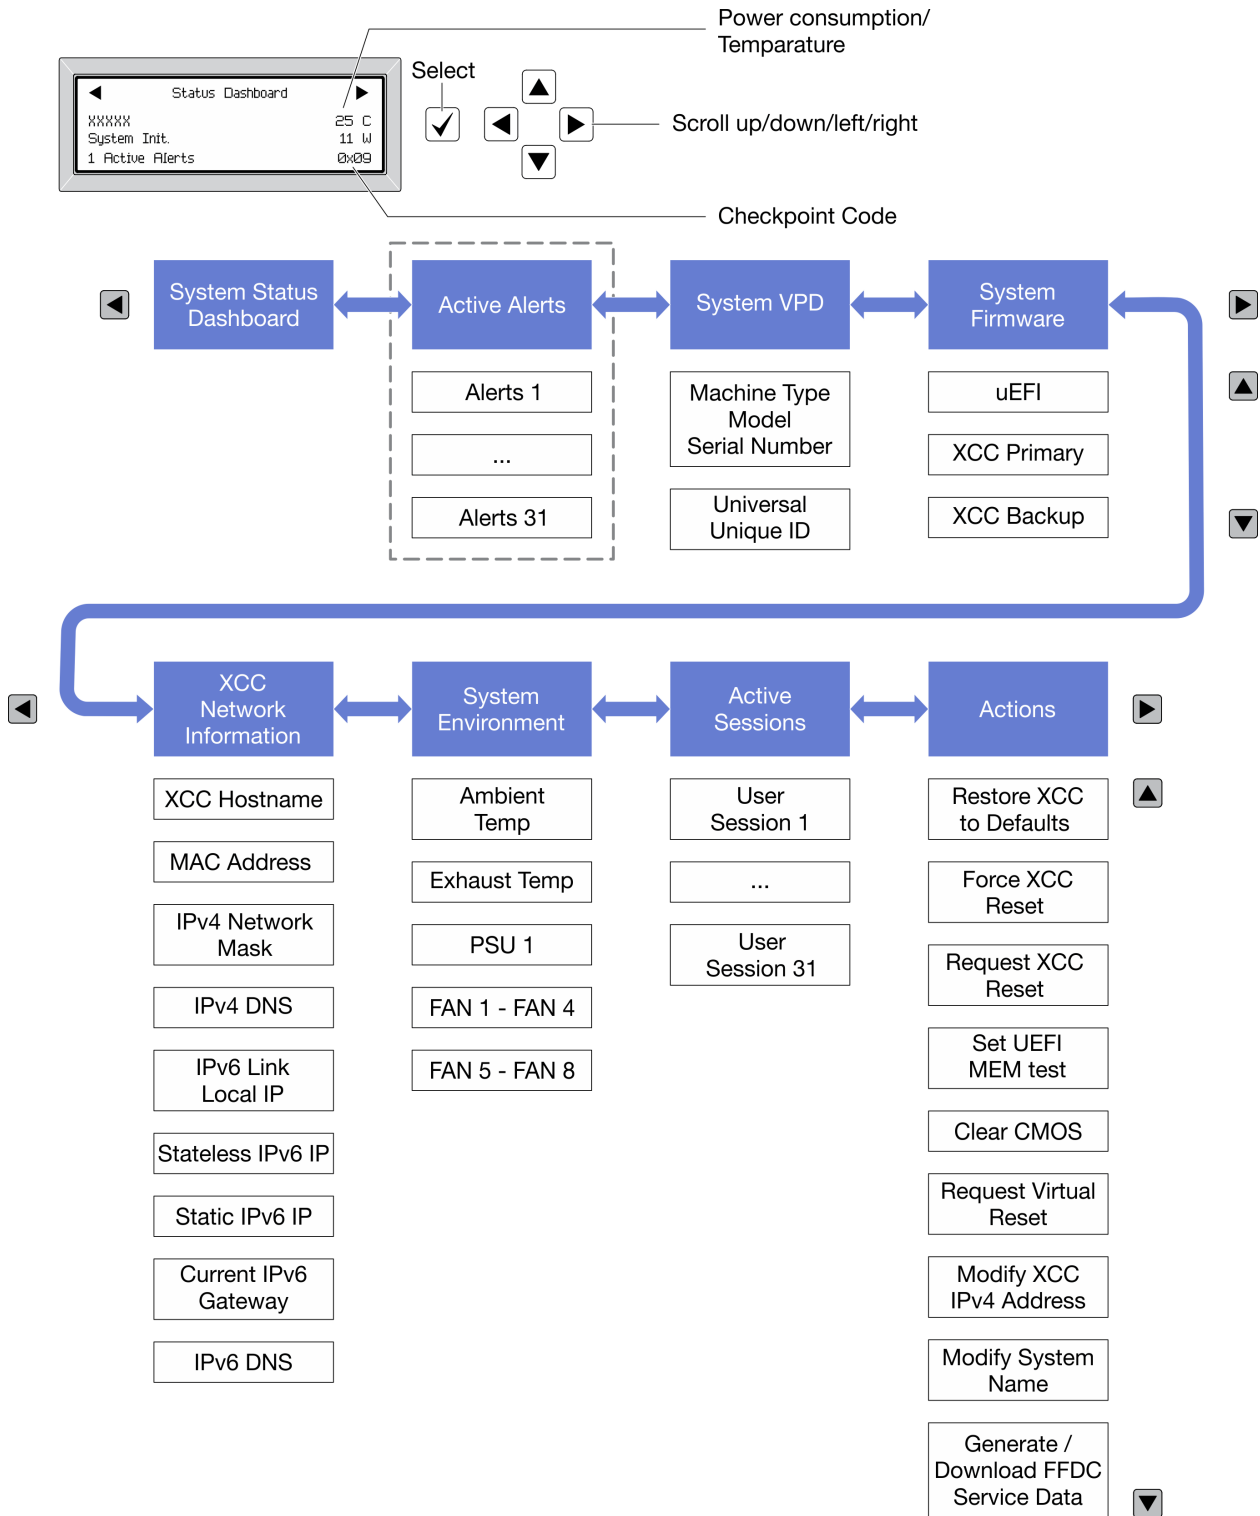 Power consumption/
Temparature
Select
Status Dashboard
XXXXX 25 C
System Init. 11 W
1 Active Alerts 0x09
Scroll up/down/left/right
Checkpoint Code
System Status
Dashboard
Active Alerts
Alerts 1
...
Alerts 31
System VPD
Machine Type
Model
Serial Number
Universal
Unique ID
System
Firmware
uEFI
XCC Primary
XCC Backup
XCC
Network
Information
XCC Hostname
MAC Address
IPv4 Network
Mask
IPv4 DNS
IPv6 Link
Local IP
Stateless IPv6 IP
Static IPv6 IP
Current IPv6
Gateway
IPv6 DNS
System
Environment
Ambient
Temp
Exhaust Temp
PSU 1
FAN 1 - FAN 4
FAN 5 - FAN 8
Active
Sessions
User
Session 1
...
User
Session 31
Actions
Restore XCC
to Defaults
Force XCC
Reset
Request XCC
Reset
Set UEFI
MEM test
Clear CMOS
Request Virtual
Reset
Modify XCC
IPv4 Address
Modify System
Name
Generate /
Download FFDC
Service Data